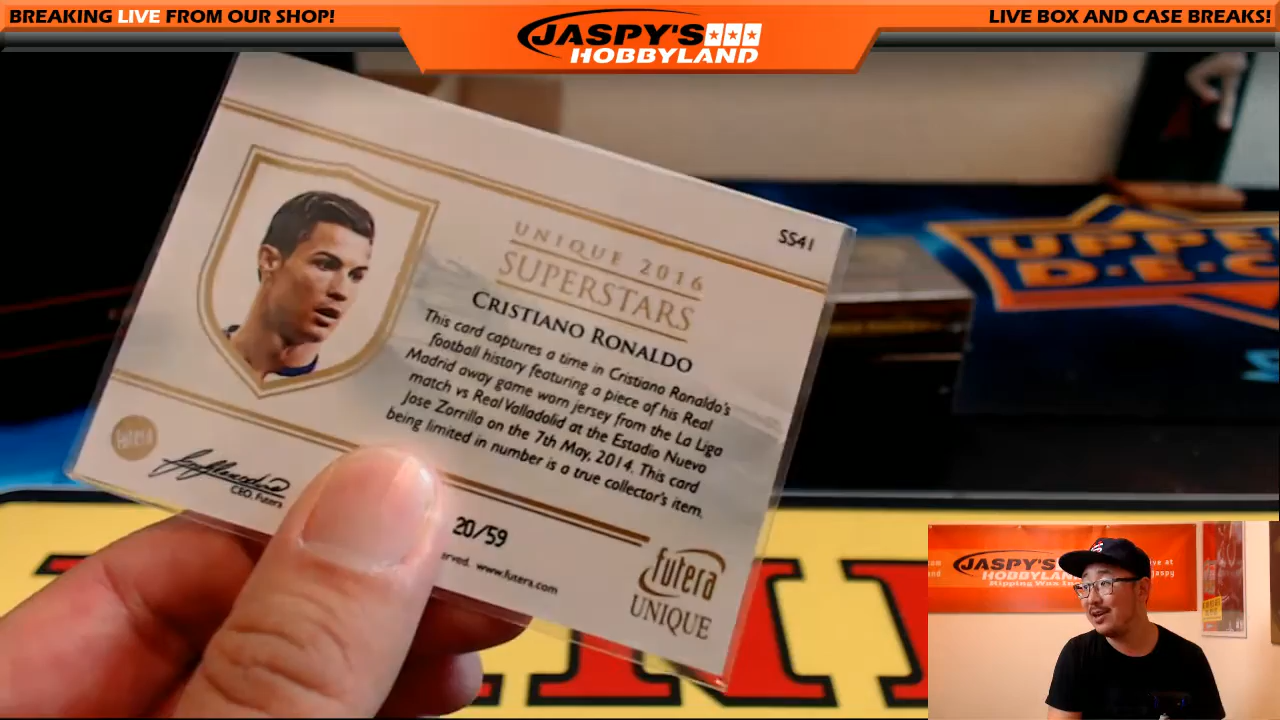 BREAKING LIVE FROM OUR SHOP!
JASPY'S
HOBBYLAND
LIVE BOX AND CASE BREAKS!
SS41
UNIQUE 2016
SUPERSTARS
CRISTIANO RONALDO
This card captures a time in Cristiano Ronaldo's
football history featuring a piece of his Real
Madrid away game worn jersey from the La Liga
match vs Real Valladolid at the Estadio Nuevo
Jose Zorrilla on the 7th May, 2014. This card
being limited in number is a true collector's item.
futera
CEO, Futera
20/59
www.futera.com
futera
UNIQUE
UPPE
D·E·C
JASPY'S
HOBBYLAND